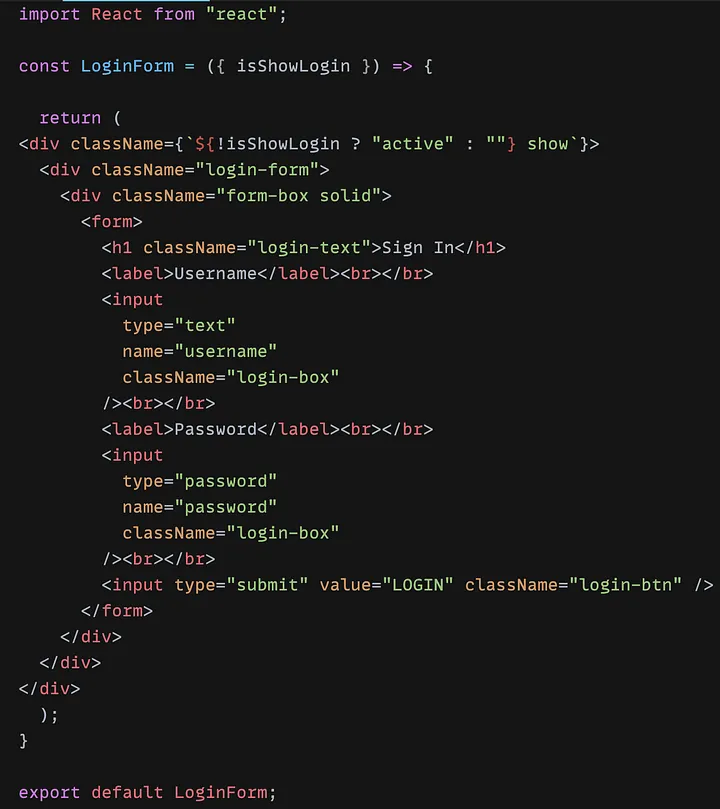 import React from "react";

const LoginForm = ({ isShowLogin }) => {

  return (
<div className={`${!isShowLogin ? "active" : ""} show`}>
  <div className="login-form">
    <div className="form-box solid">
      <form>
        <h1 className="login-text">Sign In</h1>
        <label>Username</label><br></br>
        <input
          type="text"
          name="username"
          className="login-box"
        /><br></br>
        <label>Password</label><br></br>
        <input
          type="password"
          name="password"
          className="login-box"
        /><br></br>
        <input type="submit" value="LOGIN" className="login-btn" />
      </form>
    </div>
  </div>
</div>
  );
}

export default LoginForm;